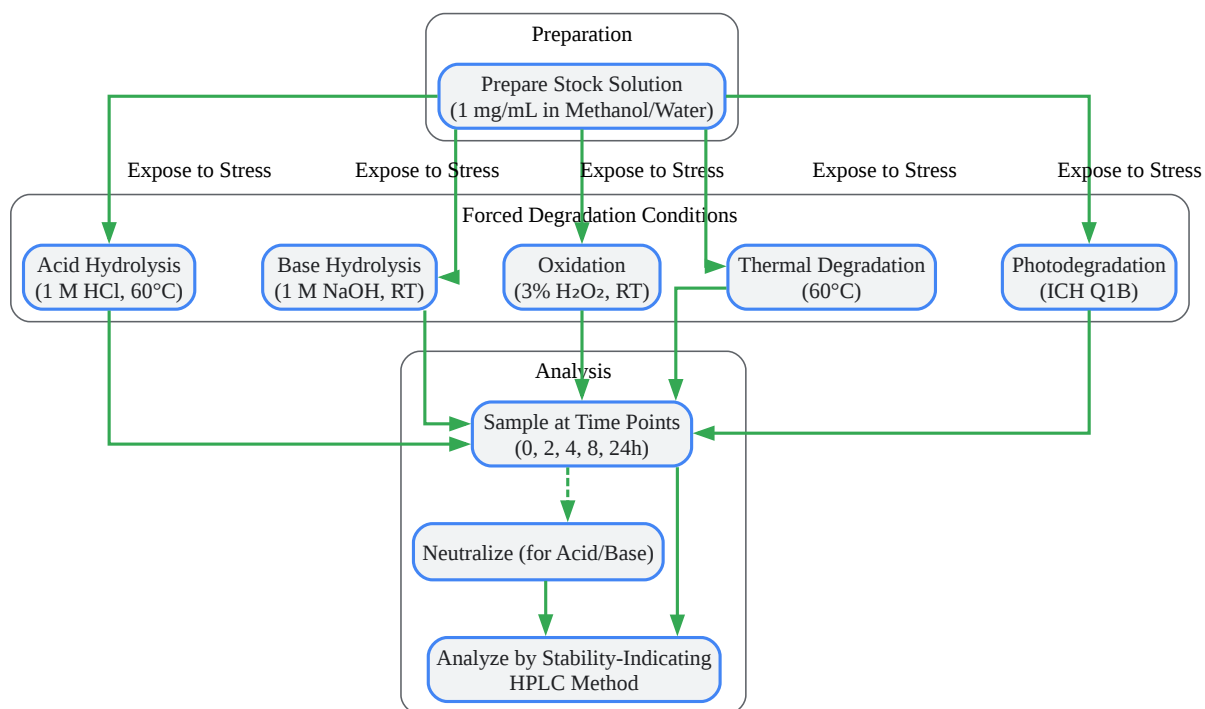 Preparation
Prepare Stock Solution
(1 mg/mL in Methanol/Water)
Expose to Stress
Expose to Stress
Expose to Stress
Expose to Stress
Expose to Stress
Forced Degradation Conditions
Acid Hydrolysis
(1 M HCl, 60°C)
Base Hydrolysis
(1 M NaOH, RT)
Oxidation
(3% H₂O₂, RT)
Thermal Degradation
(60°C)
Photodegradation
(ICH Q1B)
Analysis
Sample at Time Points
(0, 2, 4, 8, 24h)
Neutralize (for Acid/Base)
Analyze by Stability-Indicating
HPLC Method